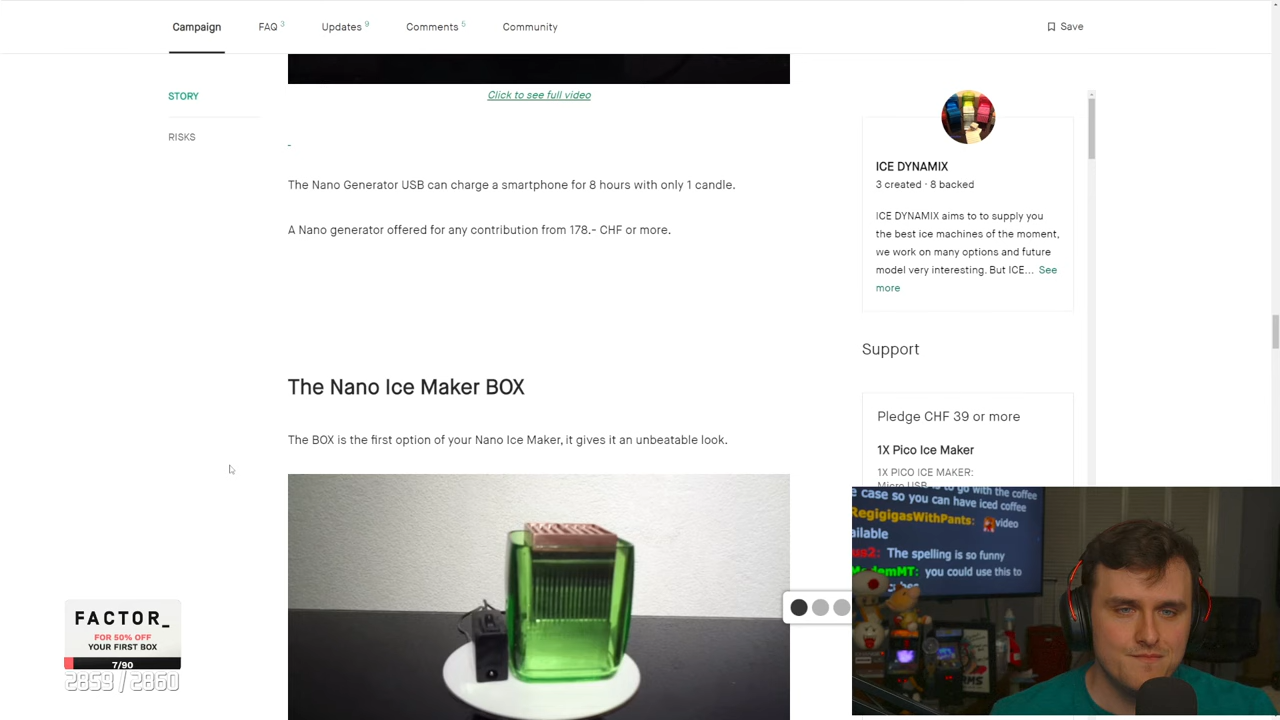 Campaign
FAQ 3
Updates 9
Comments 5
Community
Save
STORY
RISKS
Click to see full video
The Nano Generator USB can charge a smartphone for 8 hours with only 1 candle.
A Nano generator offered for any contribution from 178.- CHF or more.
The Nano Ice Maker BOX
The BOX is the first option of your Nano Ice Maker, it gives it an unbeatable look.
ICE DYNAMIX
3 created · 8 backed
ICE DYNAMIX aims to to supply you
the best ice machines of the moment,
we work on many options and future
model very interesting. But ICE... See
more
Support
Pledge CHF 39 or more
1X Pico Ice Maker
1X PICO ICE MAKER:
Micro USB
e case so you can have iced coffee
RegigigasWithPants: video
ailable
us2: The spelling is so funny
ModemMT: you could use this to
FACTOR_
FOR 50% OFF
YOUR FIRST BOX
7/90
2859 / 2860